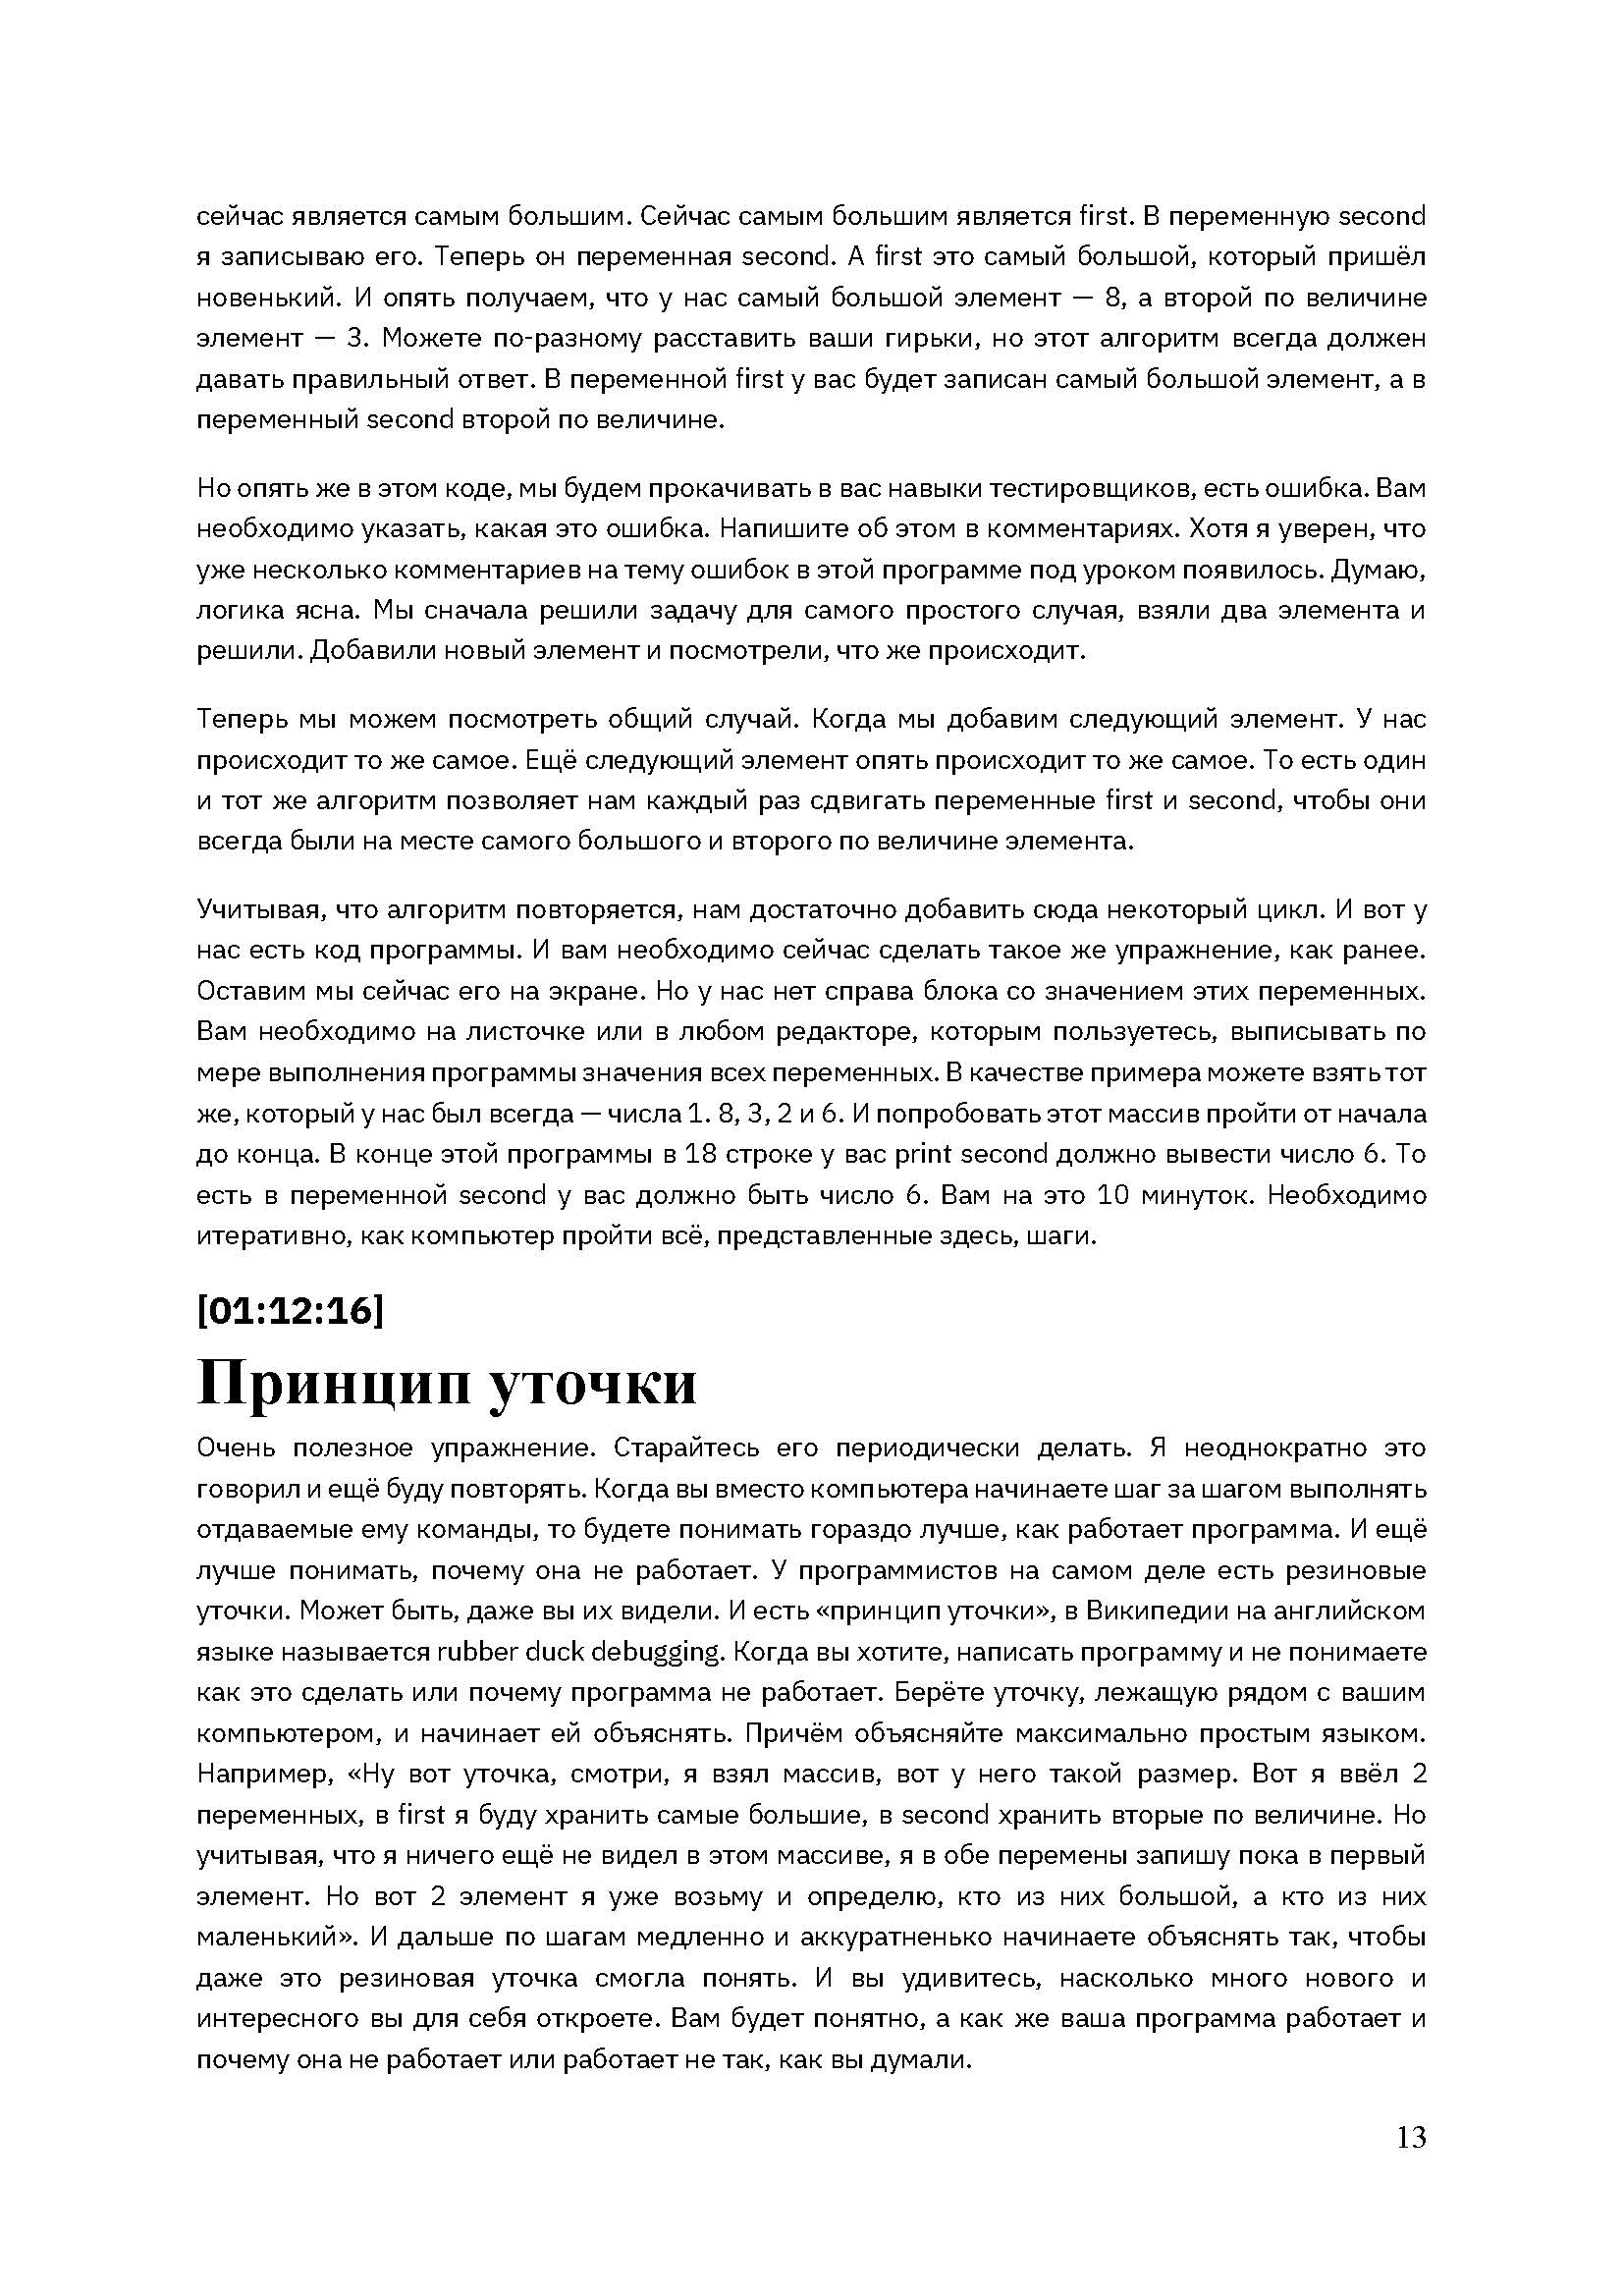 сейчас является самым большим. Сейчас самым большим является first. В переменную second
я записываю его. Теперь он переменная second. А first это самый большой, который пришёл
новенький. И опять получаем, что у нас самый большой элемент — 8, а второй по величине
элемент — 3. Можете по-разному расставить ваши гирьки, но этот алгоритм всегда должен
давать правильный ответ. В переменной first у вас будет записан самый большой элемент, а в
переменный second второй по величине.
Но опять же в этом коде, мы будем прокачивать в вас навыки тестировщиков, есть ошибка. Вам
необходимо указать, какая это ошибка. Напишите об этом в комментариях. Хотя я уверен, что
уже несколько комментариев на тему ошибок в этой программе под уроком появилось. Думаю,
логика ясна. Мы сначала решили задачу для самого простого случая, взяли два элемента и
решили. Добавили новый элемент и посмотрели, что же происходит.
Теперь мы можем посмотреть общий случай. Когда мы добавим следующий элемент. У нас
происходит то же самое. Ещё следующий элемент опять происходит то же самое. То есть один
и тот же алгоритм позволяет нам каждый раз сдвигать переменные first и second, чтобы они
всегда были на месте самого большого и второго по величине элемента.
Учитывая, что алгоритм повторяется, нам достаточно добавить сюда некоторый цикл. И вот у
нас есть код программы. И вам необходимо сейчас сделать такое же упражнение, как ранее.
Оставим мы сейчас его на экране. Но у нас нет справа блока со значением этих переменных.
Вам необходимо на листочке или в любом редакторе, которым пользуетесь, выписывать по
мере выполнения программы значения всех переменных. В качестве примера можете взять тот
же, который у нас был всегда — числа 1. 8, 3, 2 и 6. И попробовать этот массив пройти от начала
до конца. В конце этой программы в 18 строке у вас print second должно вывести число 6. То
есть в переменной second у вас должно быть число 6. Вам на это 10 минуток. Необходимо
итеративно, как компьютер пройти всё, представленные здесь, шаги.
[01:12:16]
Принцип уточки
Очень полезное упражнение. Старайтесь его периодически делать. Я неоднократно это
говорил и ещё буду повторять. Когда вы вместо компьютера начинаете шаг за шагом выполнять
отдаваемые ему команды, то будете понимать гораздо лучше, как работает программа. И ещё
лучше понимать, почему она не работает. У программистов на самом деле есть резиновые
уточки. Может быть, даже вы их видели. И есть «принцип уточки», в Википедии на английском
языке называется rubber duck debugging. Когда вы хотите, написать программу и не понимаете
как это сделать или почему программа не работает. Берёте уточку, лежащую рядом с вашим
компьютером, и начинает ей объяснять. Причём объясняйте максимально простым языком.
Например, «Ну вот уточка, смотри, я взял массив, вот у него такой размер. Вот я ввёл 2
переменных, в first я буду хранить самые большие, в second хранить вторые по величине. Но
учитывая, что я ничего ещё не видел в этом массиве, я в обе перемены запишу пока в первый
элемент. Но вот 2 элемент я уже возьму и определю, кто из них большой, а кто из них
маленький». И дальше по шагам медленно и аккуратненько начинаете объяснять так, чтобы
даже это резиновая уточка смогла понять. И вы удивитесь, насколько много нового и
интересного вы для себя откроете. Вам будет понятно, а как же ваша программа работает и
почему она не работает или работает не так, как вы думали.
13